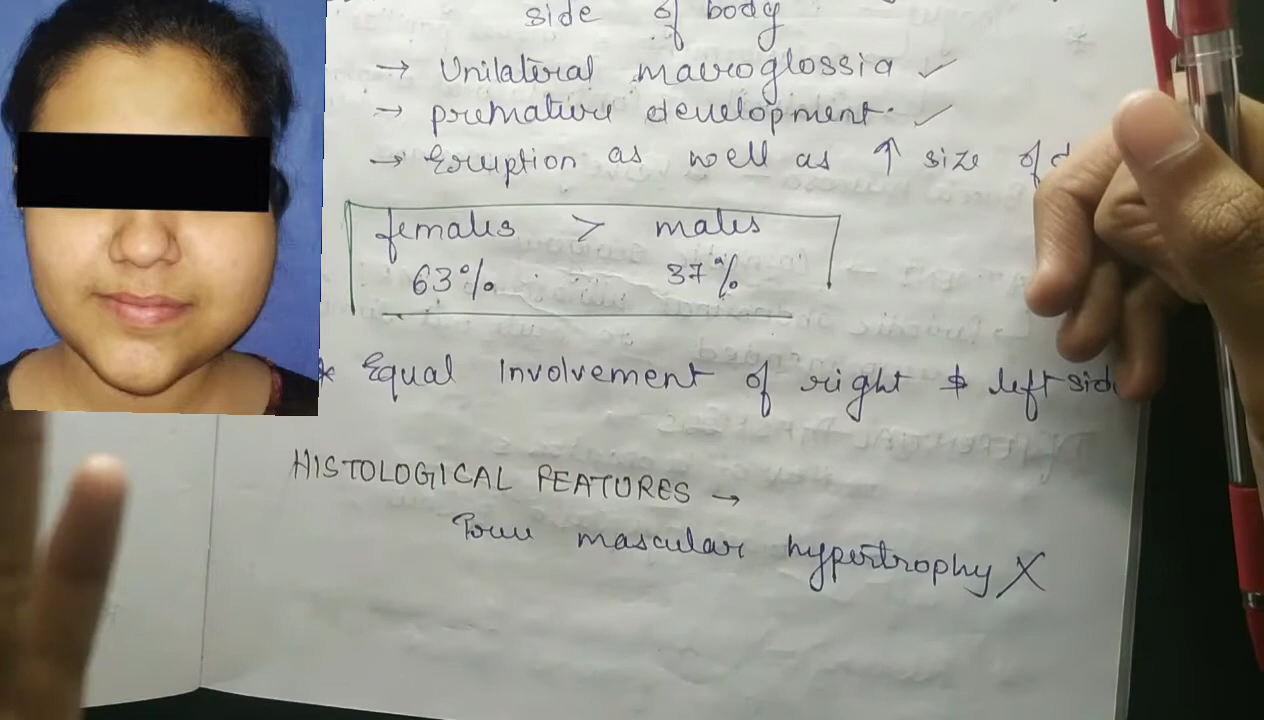 side of body
→ Unilateral macroglossia ✓
→ premature development. ✓
→ Eruption as well as ↑ size of
females > males
63% 37%
* Equal Involvement of right & left side
HISTOLOGICAL FEATURES →
True mascular hypertrophy X